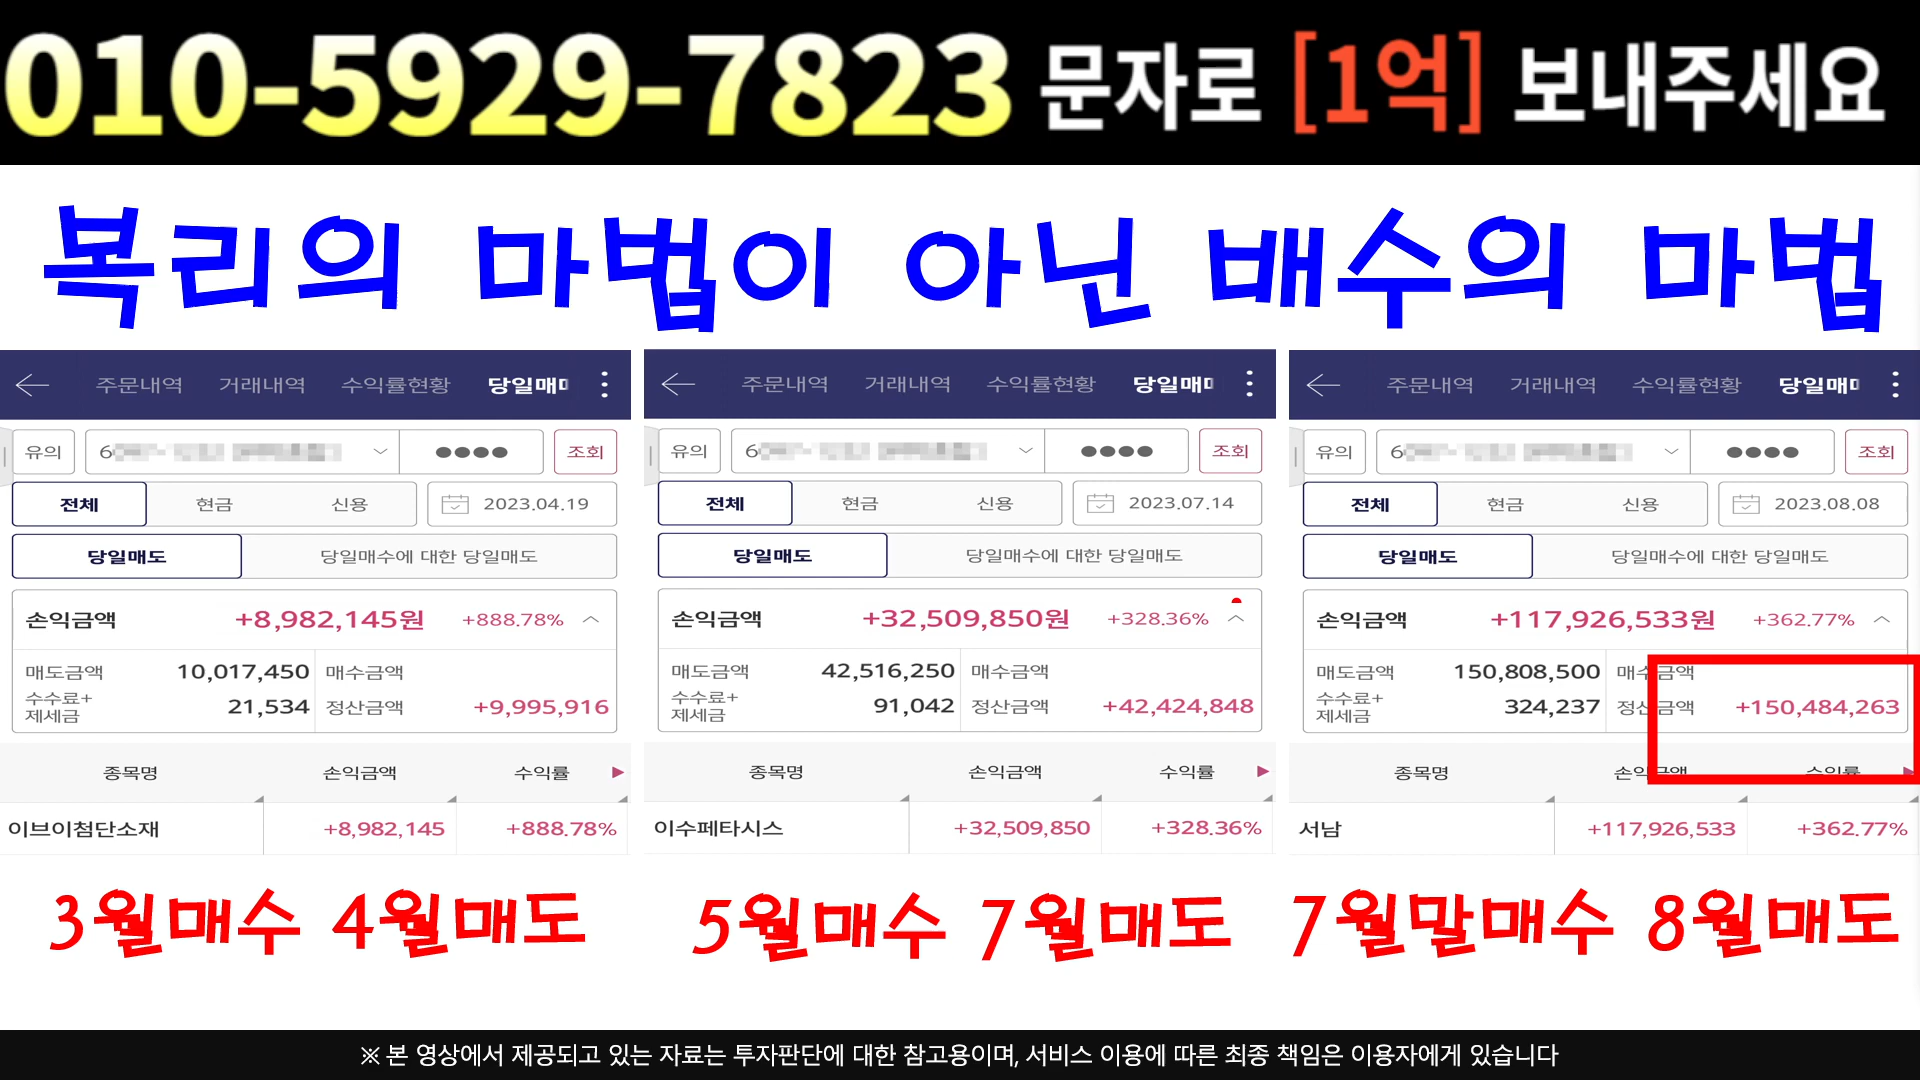 010-5929-7823 문자로 [1억] 보내주세요
복리의 마법이 아닌 배수의 마법
주문내역 거래내역 수익률현황 당일매
유의 6 ●●●● 조회
전체 현금 신용 2023.04.19
당일매도 당일매수에 대한 당일매도
손익금액 +8,982,145원 +888.78%
매도금액 10,017,450 매수금액
수수료+
제세금 21,534 정산금액 +9,995,916
종목명 손익금액 수익률
이브이첨단소재 +8,982,145 +888.78%
3월매수 4월매도
주문내역 거래내역 수익률현황 당일매
유의 6 ●●●● 조회
전체 현금 신용 2023.07.14
당일매도 당일매수에 대한 당일매도
손익금액 +32,509,850원 +328.36%
매도금액 42,516,250 매수금액
수수료+
제세금 91,042 정산금액 +42,424,848
종목명 손익금액 수익률
이수페타시스 +32,509,850 +328.36%
5월매수 7월매도
주문내역 거래내역 수익률현황 당일매
유의 6 ●●●● 조회
전체 현금 신용 2023.08.08
당일매도 당일매수에 대한 당일매도
손익금액 +117,926,533원 +362.77%
매도금액 150,808,500 매수금액
수수료+
제세금 324,237 정산금액 +150,484,263
종목명 손익금액 수익률
서남 +117,926,533 +362.77%
7월말매수 8월매도
※ 본 영상에서 제공되고 있는 자료는 투자판단에 대한 참고용이며, 서비스 이용에 따른 최종 책임은 이용자에게 있습니다